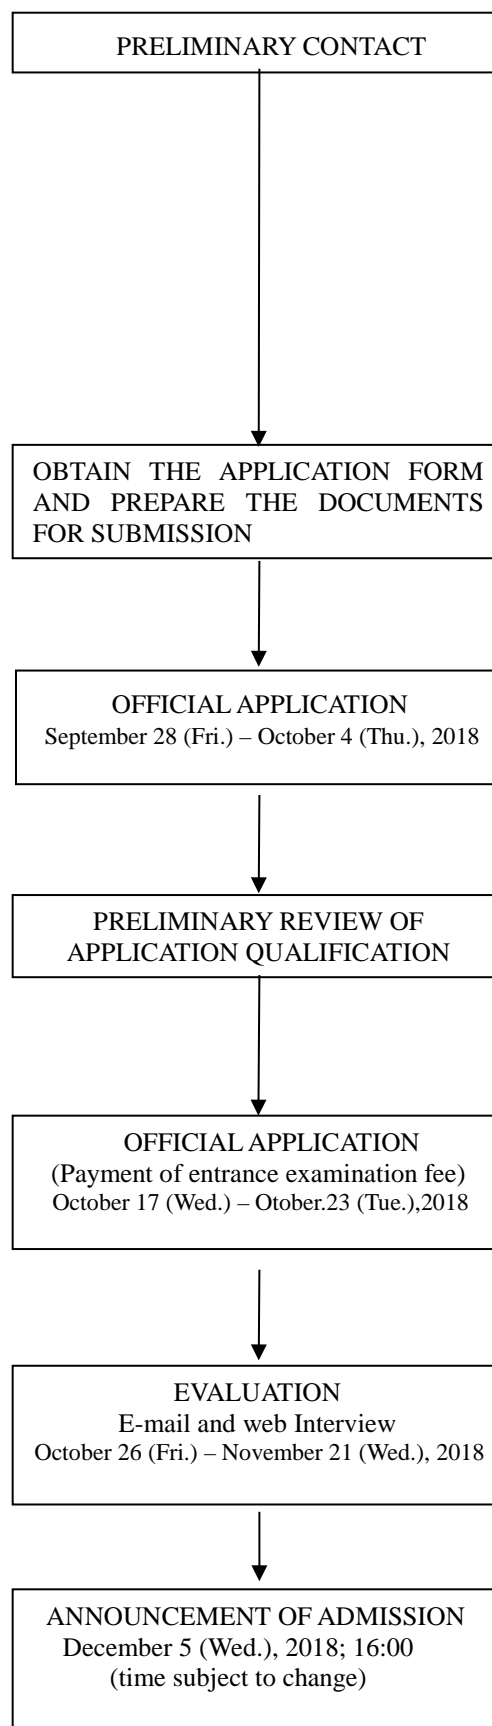 PRELIMINARY CONTACT
OBTAIN THE APPLICATION FORM
AND PREPARE THE DOCUMENTS
FOR SUBMISSION
OFFICIAL APPLICATION
September 28 (Fri.) – October 4 (Thu.), 2018
PRELIMINARY REVIEW OF
APPLICATION QUALIFICATION
OFFICIAL APPLICATION
(Payment of entrance examination fee)
October 17 (Wed.) – Otober.23 (Tue.),2018
EVALUATION
E-mail and web Interview
October 26 (Fri.) – November 21 (Wed.), 2018
ANNOUNCEMENT OF ADMISSION
December 5 (Wed.), 2018; 16:00
(time subject to change)